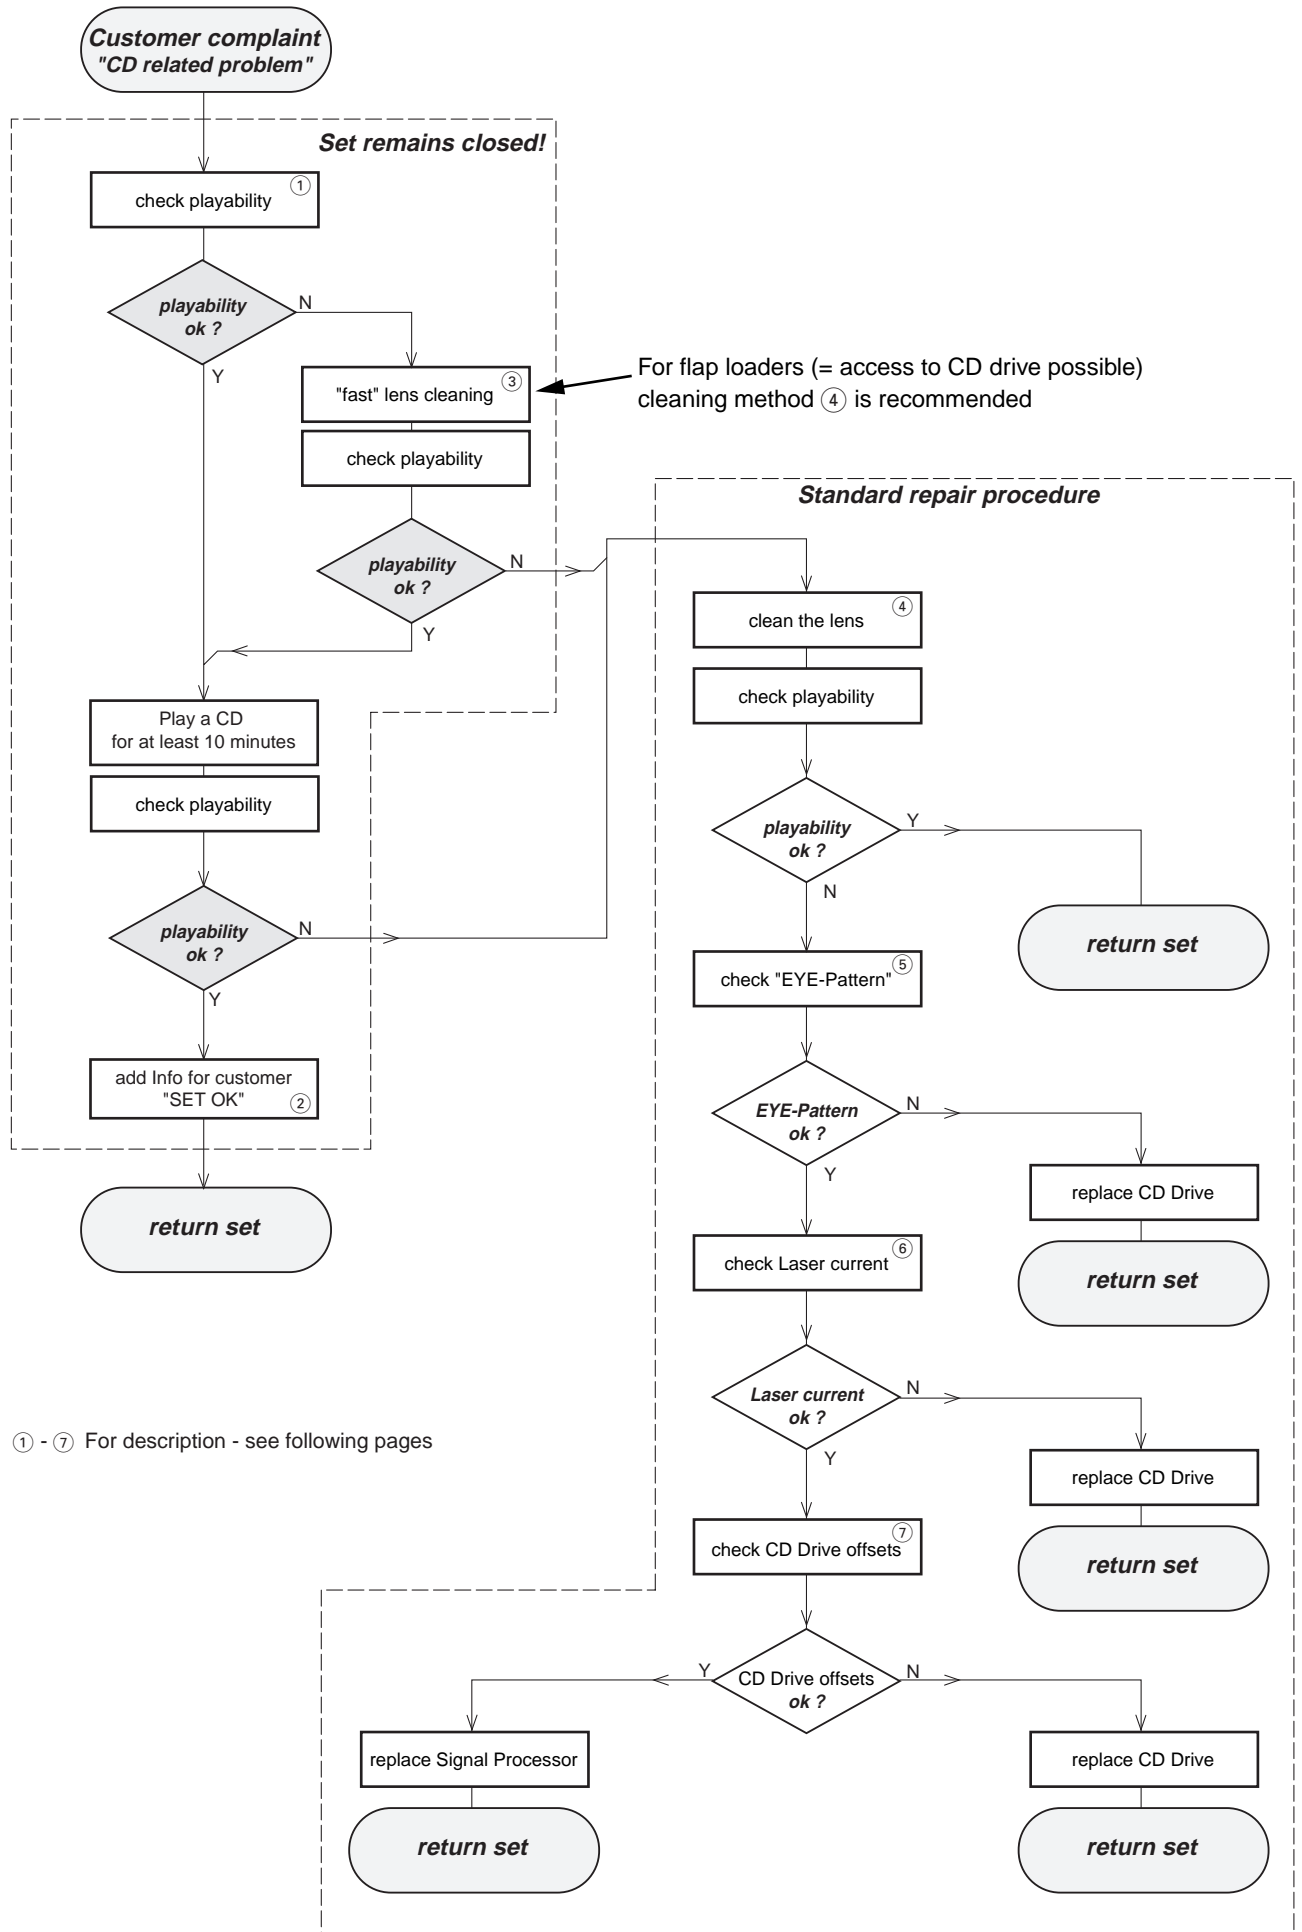 Customer complaint
"CD related problem"
Set remains closed!
1
check playability
playability
ok ?
N
Y
3
"fast" lens cleaning
For flap loaders (= access to CD drive possible)
cleaning method 4 is recommended
check playability
playability
ok ?
N
Y
Play a CD
for at least 10 minutes
check playability
playability
ok ?
N
Y
add Info for customer
"SET OK"
2
return set
Standard repair procedure
4
clean the lens
check playability
playability
ok ?
Y
N
return set
5
check "EYE-Pattern"
EYE-Pattern
ok ?
N
Y
replace CD Drive
return set
6
check Laser current
Laser current
ok ?
N
Y
replace CD Drive
return set
7
check CD Drive offsets
CD Drive offsets
ok ?
Y
N
replace Signal Processor
return set
replace CD Drive
return set
1 - 7 For description - see following pages